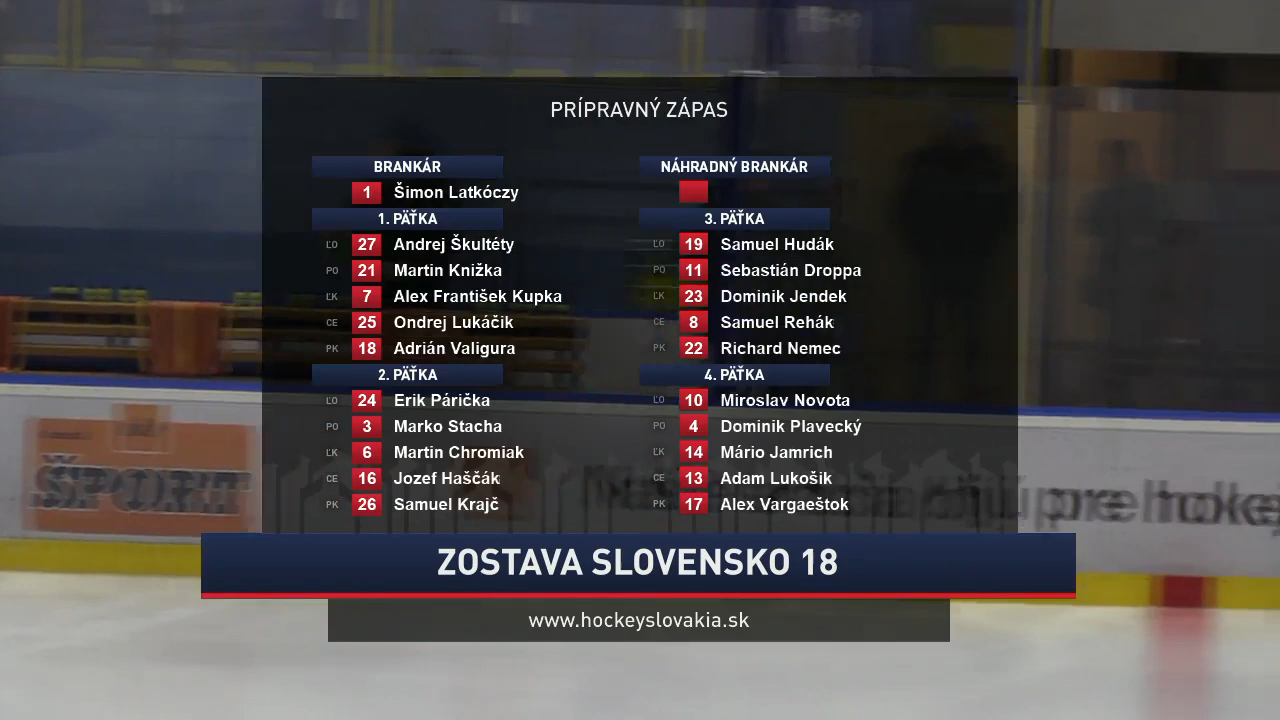 PRÍPRAVNÝ ZÁPAS
BRANKÁR
1 Šimon Latkóczy
1. PÄŤKA
ĽO 27 Andrej Škultéty
PO 21 Martin Knižka
ĽK 7 Alex František Kupka
CE 25 Ondrej Lukáčik
PK 18 Adrián Valigura
2. PÄŤKA
ĽO 24 Erik Párička
PO 3 Marko Stacha
ĽK 6 Martin Chromiak
CE 16 Jozef Haščák
PK 26 Samuel Krajč
NÁHRADNÝ BRANKÁR
3. PÄŤKA
ĽO 19 Samuel Hudák
PO 11 Sebastián Droppa
ĽK 23 Dominik Jendek
CE 8 Samuel Rehák
PK 22 Richard Nemec
4. PÄŤKA
ĽO 10 Miroslav Novota
PO 4 Dominik Plavecký
ĽK 14 Mário Jamrich
CE 13 Adam Lukošik
PK 17 Alex Vargaeštok
ŠPORT
pre hokej
ZOSTAVA SLOVENSKO 18
www.hockeyslovakia.sk